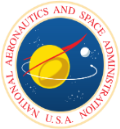 NATIONAL AERONAUTICS AND SPACE ADMINISTRATION
U.S.A.